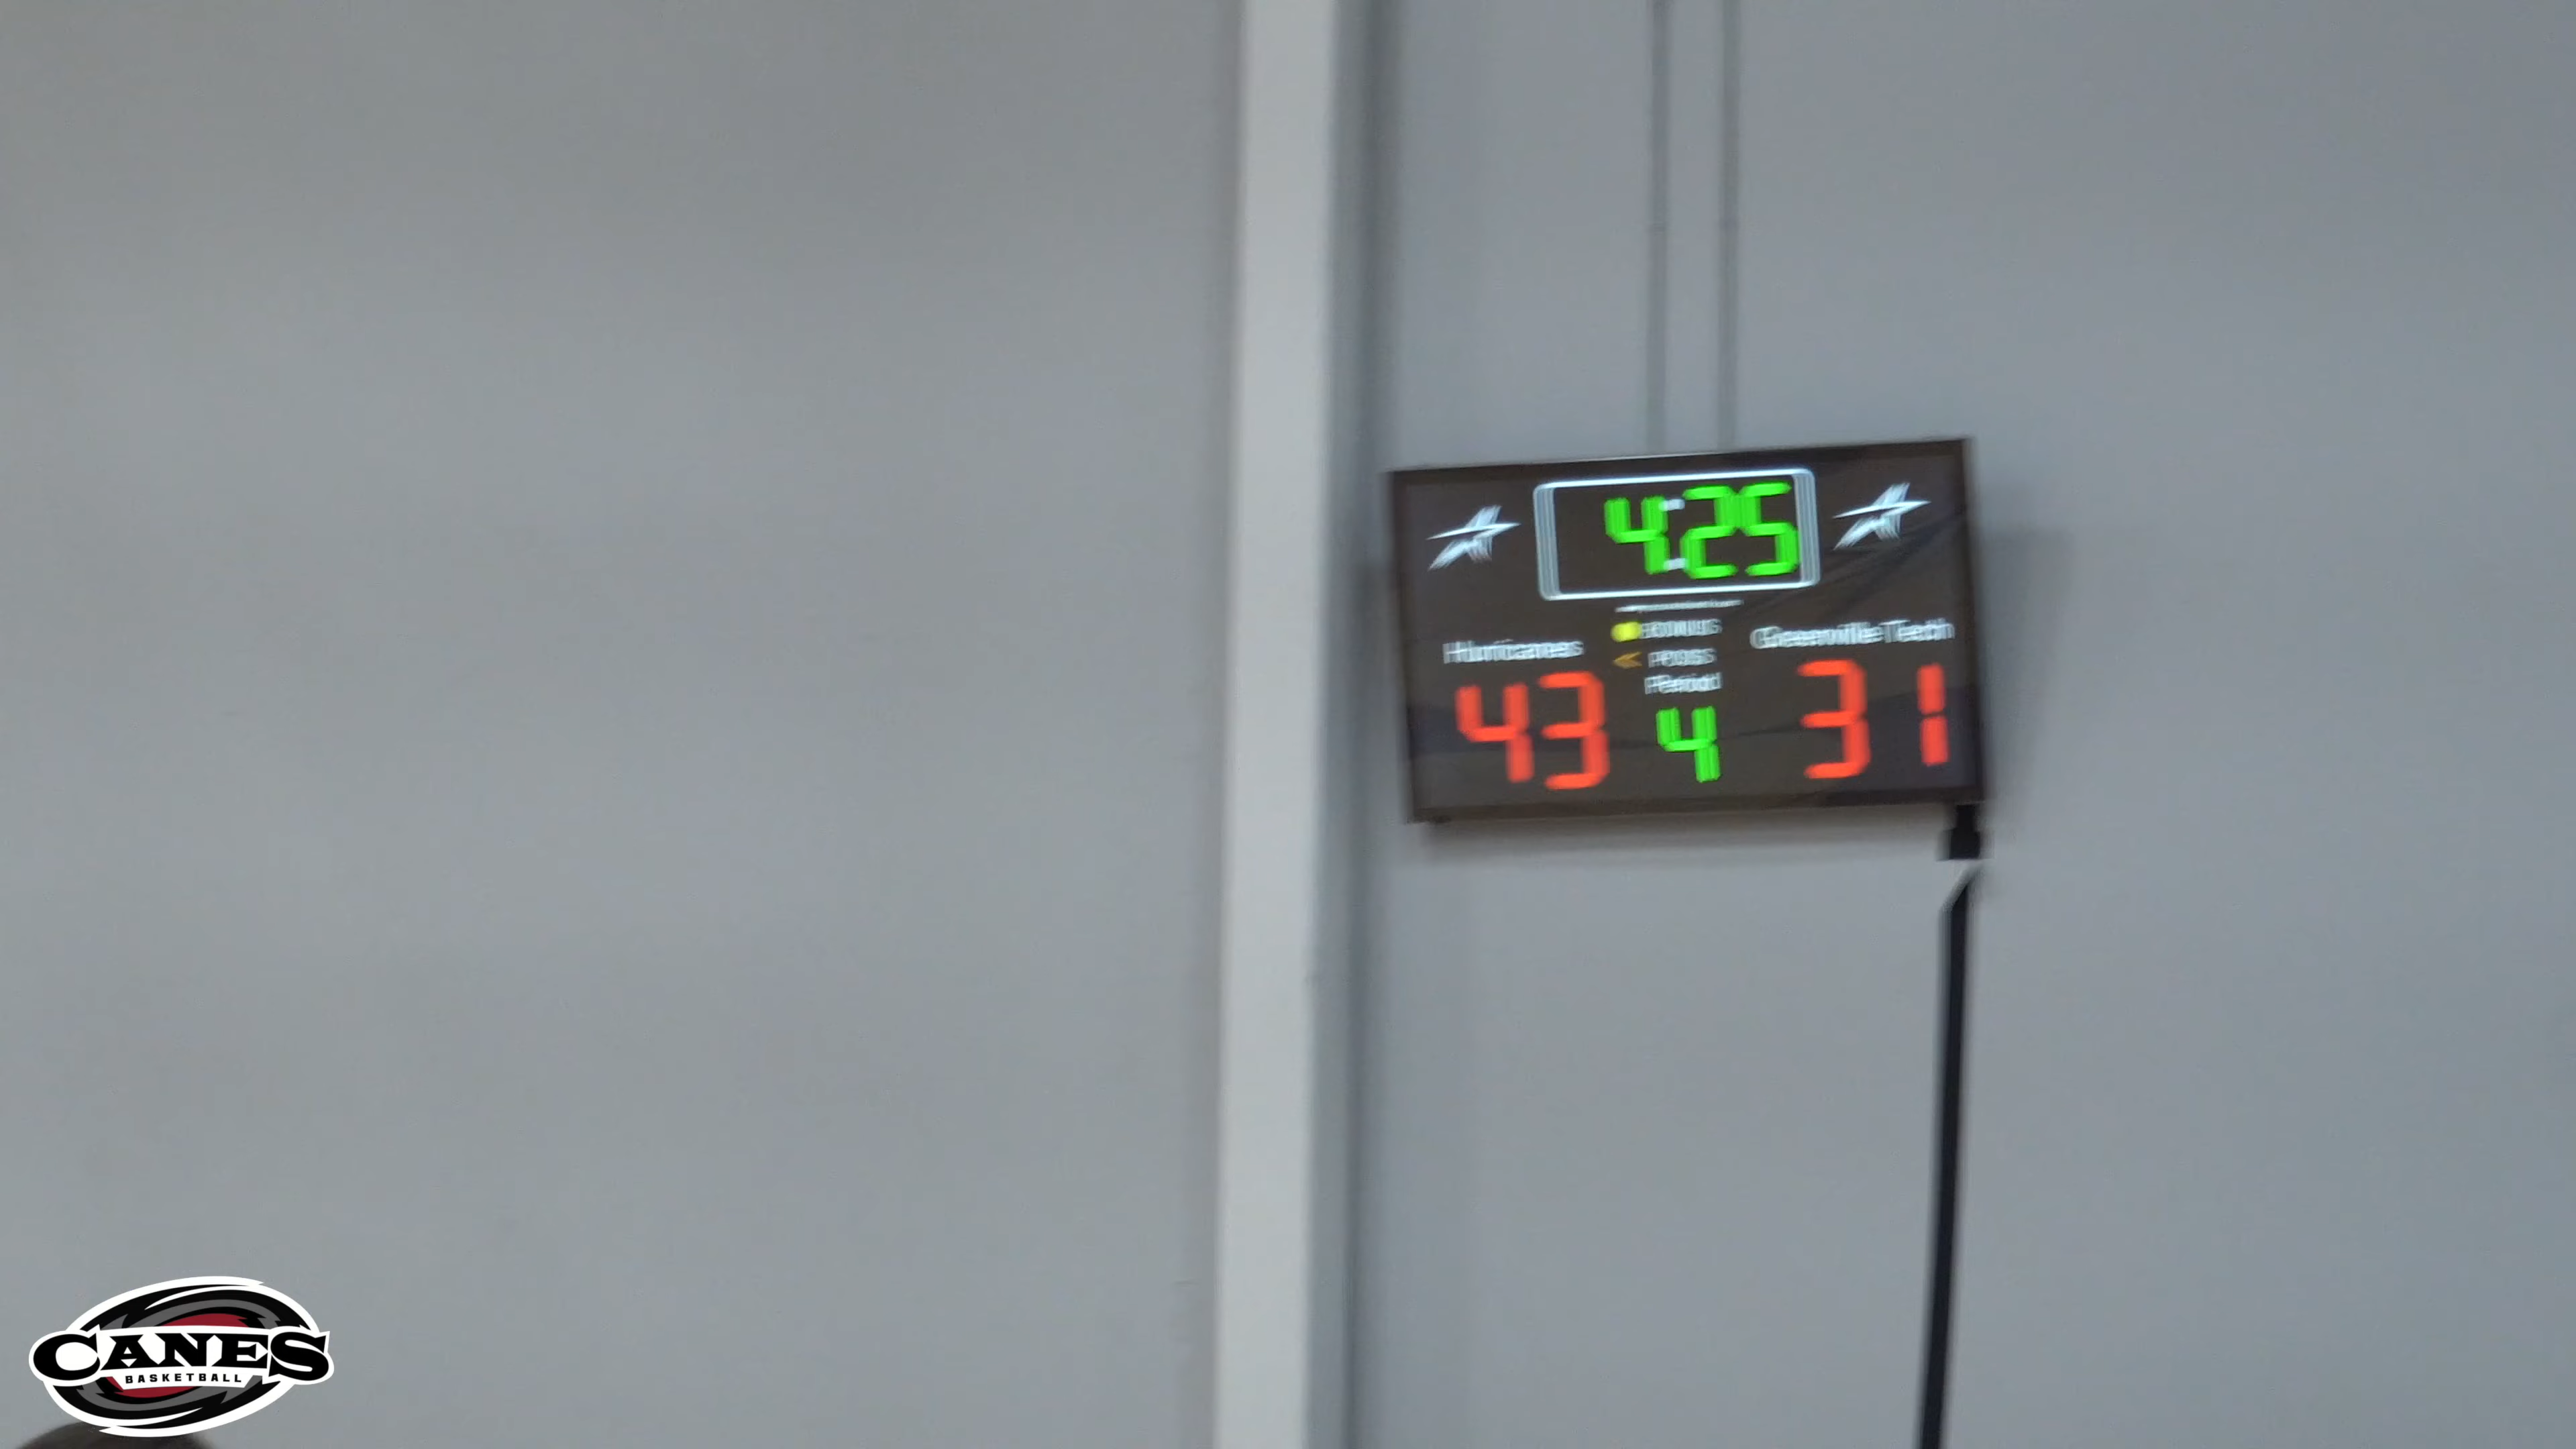 4:25
BONUS
Hurricanes
Greenville Tech
POSS
Period
43
4
31
CANES
BASKETBALL